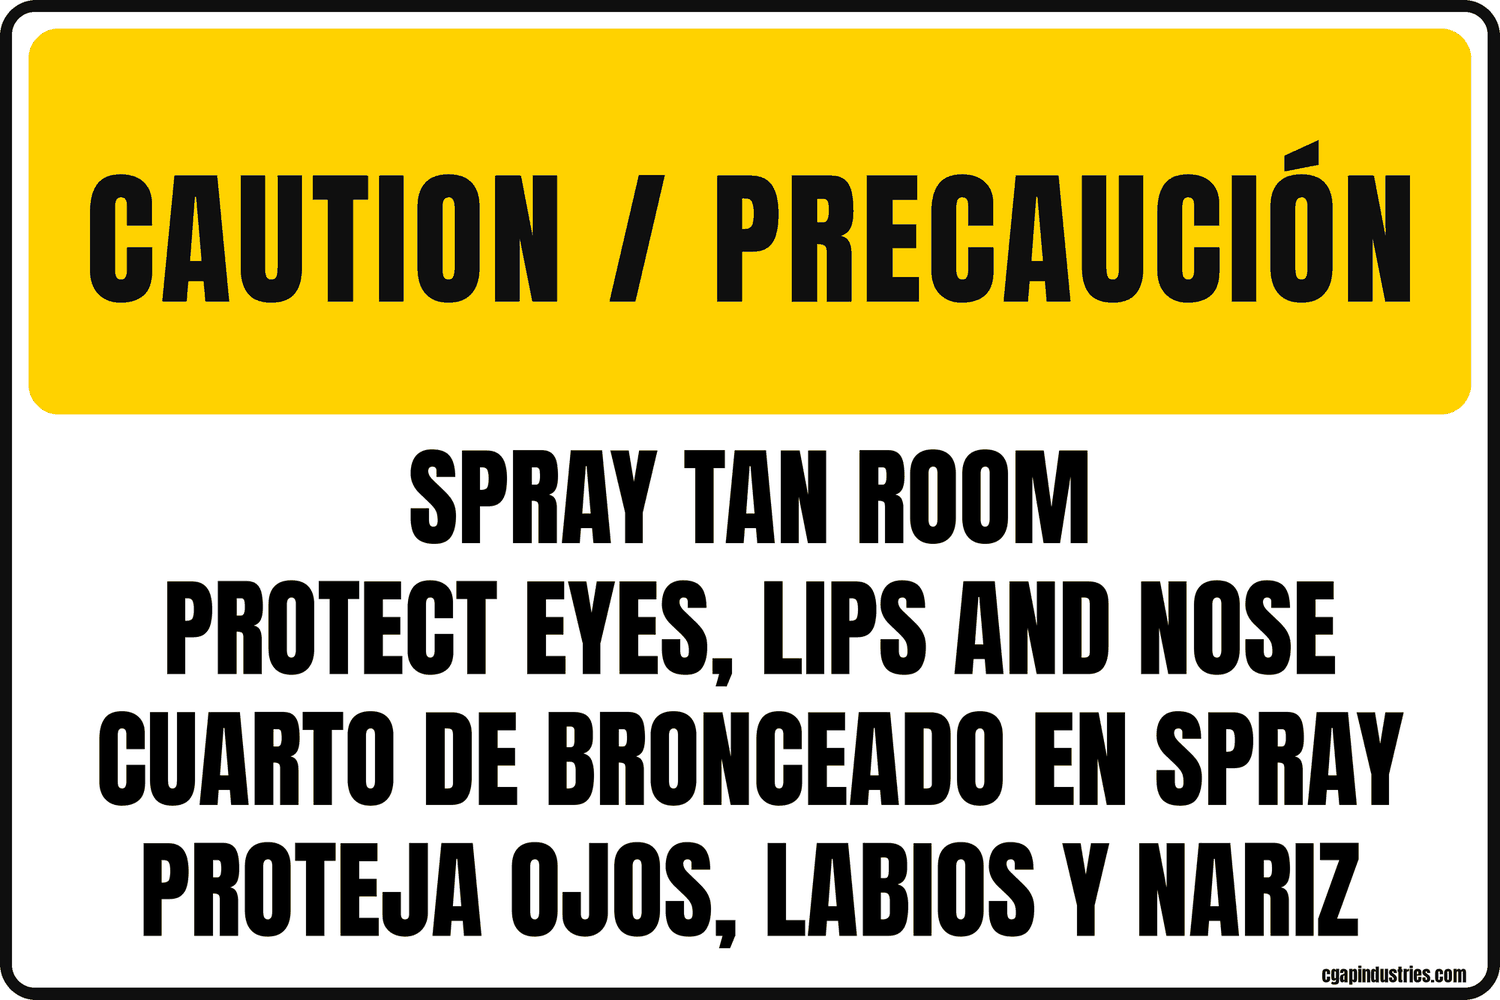 CAUTION / PRECAUCIÓN
SPRAY TAN ROOM
PROTECT EYES, LIPS AND NOSE
CUARTO DE BRONCEADO EN SPRAY
PROTEJA OJOS, LABIOS Y NARIZ
cgapindustries.com